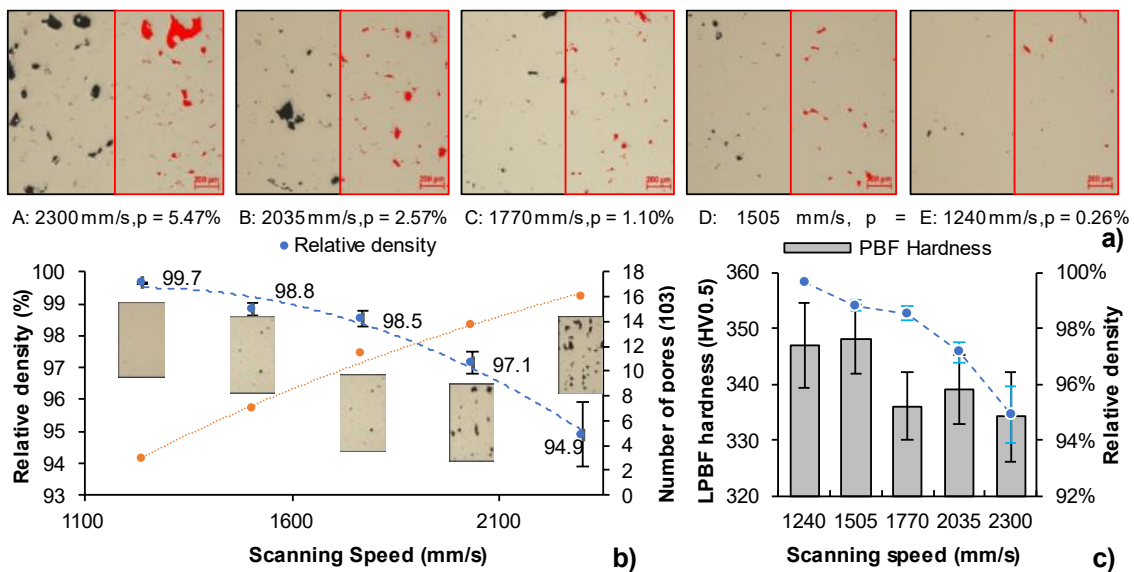 200 µm
200 µm
200 µm
200 µm
200 µm
A: 2300 mm/s, p = 5.47%
B: 2035 mm/s, p = 2.57%
C: 1770 mm/s, p = 1.10%
D: 1505 mm/s, p =
E: 1240 mm/s, p = 0.26%
a)
Relative density
100
99
98
97
96
95
94
93
Relative density (%)
99.7
98.8
98.5
97.1
94.9
18
16
14
12
10
8
6
4
2
0
Number of pores (103)
1100
1600
2100
Scanning Speed (mm/s)
b)
PBF Hardness
360
350
340
330
320
LPBF hardness (HV0.5)
100%
98%
96%
94%
92%
Relative density
1240
1505
1770
2035
2300
Scanning speed (mm/s)
c)